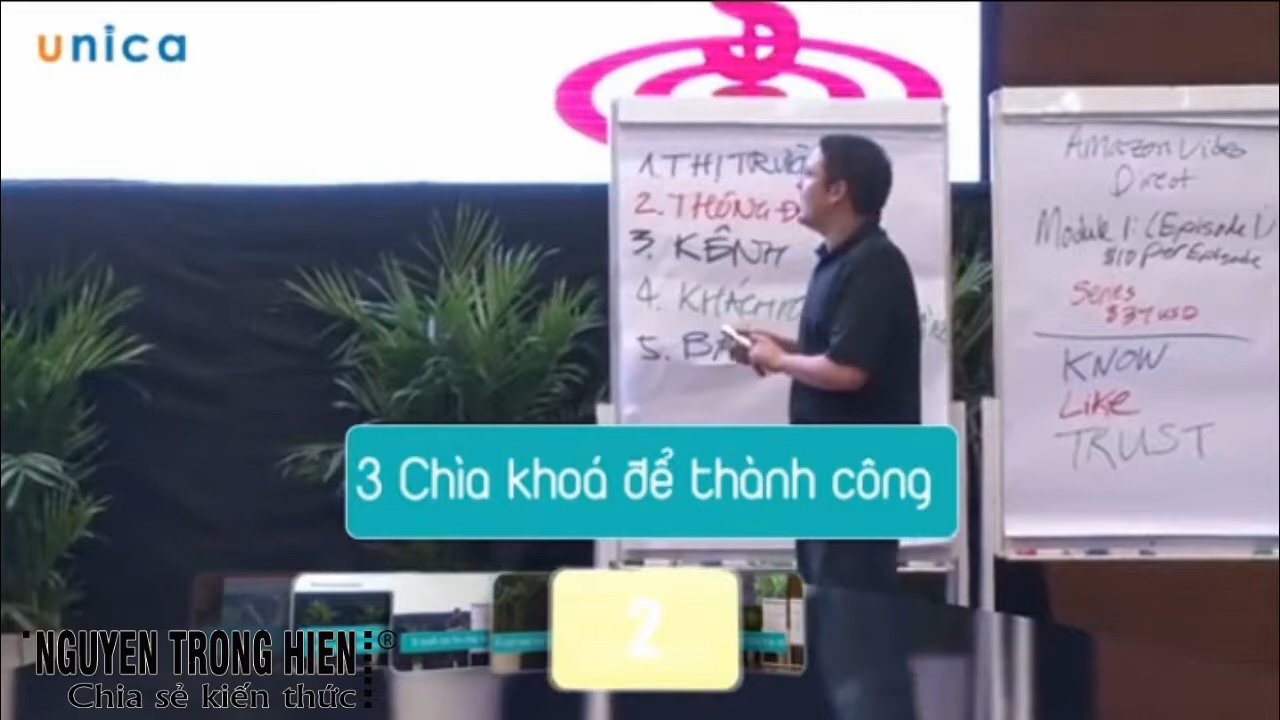 unica
1. THỊ TRƯỜ
2. THÔNG Đ
3. KÊNH
4. KHÁCH H
5. BÁ
Amazon Video
Direct
Module 1: (Episode 1)
$10 per Episode
Series
$37 USD
KNOW
LIKE
TRUST
3 Chìa khoá để thành công
2
NGUYEN TRONG HIEN®
Chia sẻ kiến thức